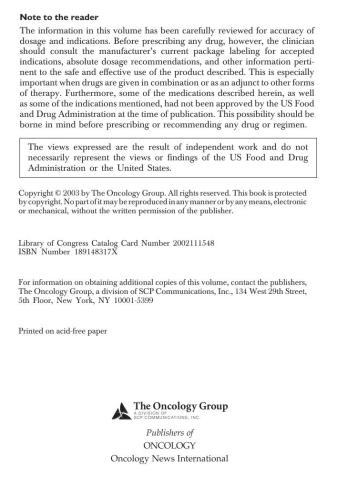 Note to the reader
The information in this volume has been carefully reviewed for accuracy of
dosage and indications. Before prescribing any drug, however, the clinician
should consult the manufacturer's current package labeling for accepted
indications, absolute dosage recommendations, and other information perti-
nent to the safe and effective use of the product described. This is especially
important when drugs are given in combination or as an adjunct to other forms
of therapy. Furthermore, some of the medications described herein, as well
as some of the indications mentioned, had not been approved by the US Food
and Drug Administration at the time of publication. This possibility should be
borne in mind before prescribing or recommending any drug or regimen.
The views expressed are the result of independent work and do not
necessarily represent the views or findings of the US Food and Drug
Administration or the United States.
Copyright © 2003 by The Oncology Group. All rights reserved. This book is protected
by copyright. No part of it may be reproduced in any manner or by any means, electronic
or mechanical, without the written permission of the publisher.
Library of Congress Catalog Card Number 2002111548
ISBN Number 189148317X
For information on obtaining additional copies of this volume, contact the publishers,
The Oncology Group, a division of SCP Communications, Inc., 134 West 29th Street,
5th Floor, New York, NY 10001-5399
Printed on acid-free paper
The Oncology Group
A DIVISION OF
SCP COMMUNICATIONS, INC.
Publishers of
ONCOLOGY
Oncology News International